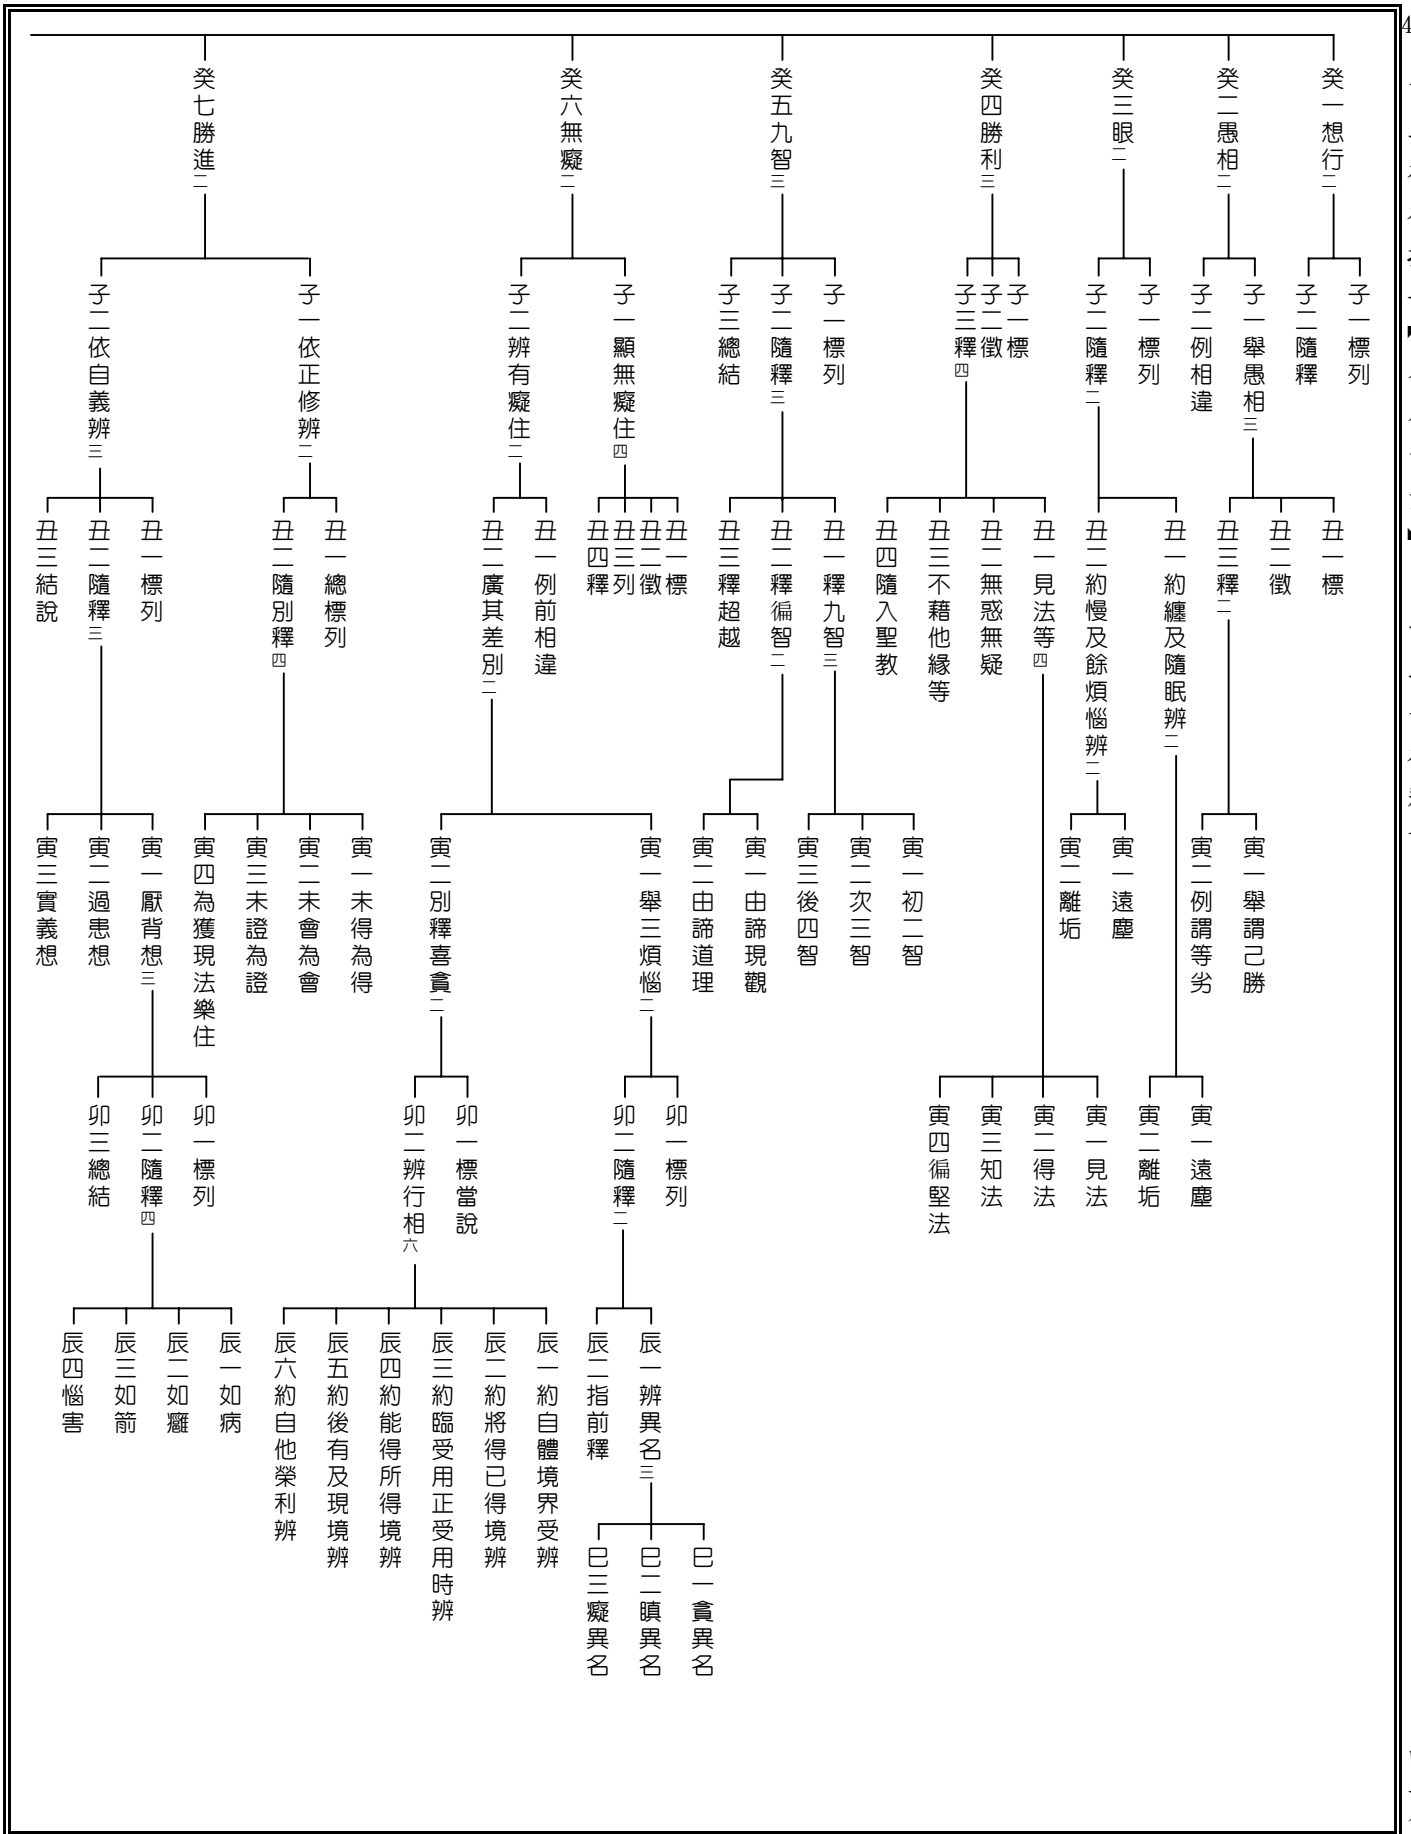 癸一想行二
子一標列
子二隨釋
癸二愚相二
子一舉愚相三
丑一標
丑二徵
丑三釋二
寅一舉謂己勝
寅二例謂等劣
子二例相違
癸三眼二
子一標列
子二隨釋二
丑一約纏及隨眠辨二
寅一遠塵
寅二離垢
丑二約慢及餘煩惱辨二
寅一遠塵
寅二離垢
癸四勝利三
子一標
子二徵
子三釋四
丑一見法等四
寅一見法
寅二得法
寅三知法
寅四徧堅法
丑二無惑無疑
丑三不藉他緣等
丑四隨入聖教
癸五九智三
子一標列
子二隨釋三
丑一釋九智三
寅一初二智
寅二次三智
寅三後四智
丑二釋徧智二
寅一由諦現觀
寅二由諦道理
丑三釋超越
子三總結
癸六無癡二
子一顯無癡住四
丑一標
丑二徵
丑三列
丑四釋
子二辨有癡住二
丑一例前相違
丑二廣其差別二
寅一舉三煩惱二
卯一標列
卯二隨釋二
辰一辨異名三
巳一貪異名
巳二瞋異名
巳三癡異名
辰二指前釋
寅二別釋喜貪二
卯一標當說
卯二辨行相六
辰一約自體境界受辨
辰二約將得已得境辨
辰三約臨受用正受用時辨
辰四約能得所得境辨
辰五約後有及現境辨
辰六約自他榮利辨
癸七勝進二
子一依正修辨二
丑一總標列
丑二隨別釋四
寅一未得為得
寅二未會為會
寅三未證為證
寅四為獲現法樂住
子二依自義辨三
丑一標列
丑二隨釋三
寅一厭背想三
卯一標列
卯二隨釋四
辰一如病
辰二如癰
辰三如箭
辰四惱害
卯三總結
寅二過患想
寅三實義想
丑三結說